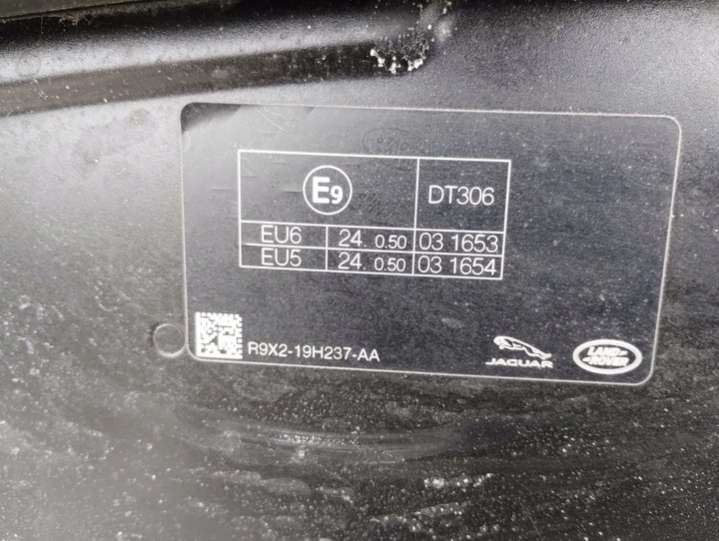 E9 DT306
EU6 24. 0.50 03 1653
EU5 24. 0.50 03 1654
R9X2-19H237-AA
JAGUAR
LAND-
-ROVER